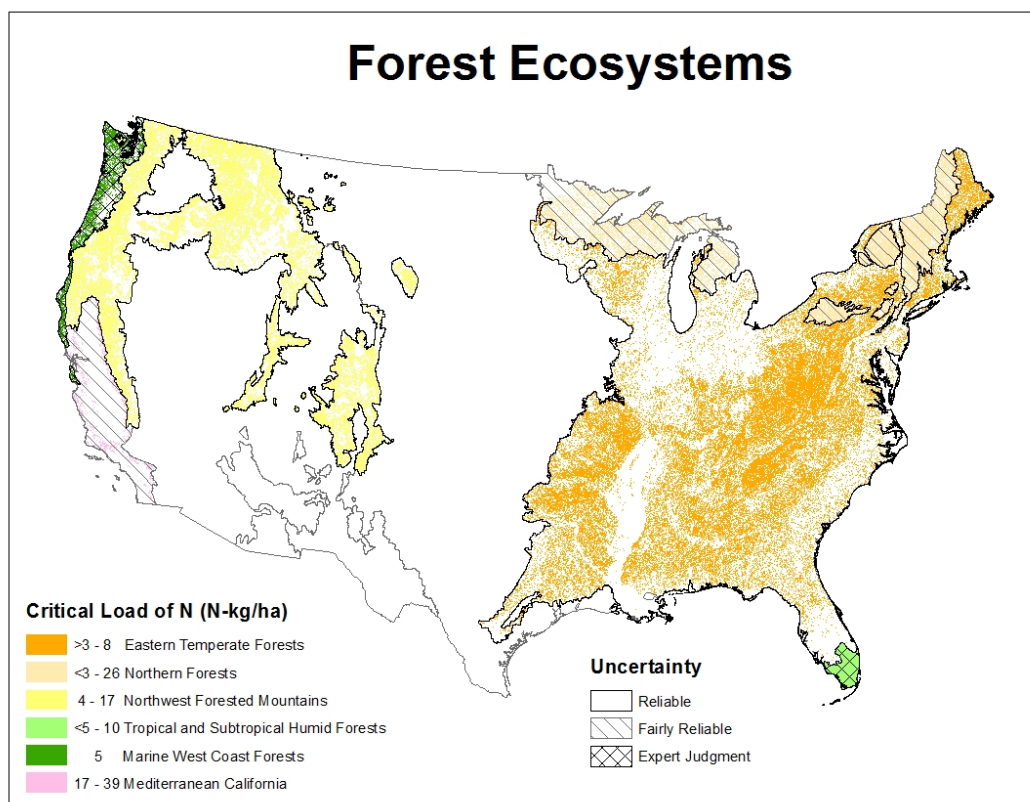 Forest Ecosystems
Critical Load of N (N-kg/ha)
>3 - 8 Eastern Temperate Forests
<3 - 26 Northern Forests
4 - 17 Northwest Forested Mountains
<5 - 10 Tropical and Subtropical Humid Forests
5 Marine West Coast Forests
17 - 39 Mediterranean California
Uncertainty
Reliable
Fairly Reliable
Expert Judgment